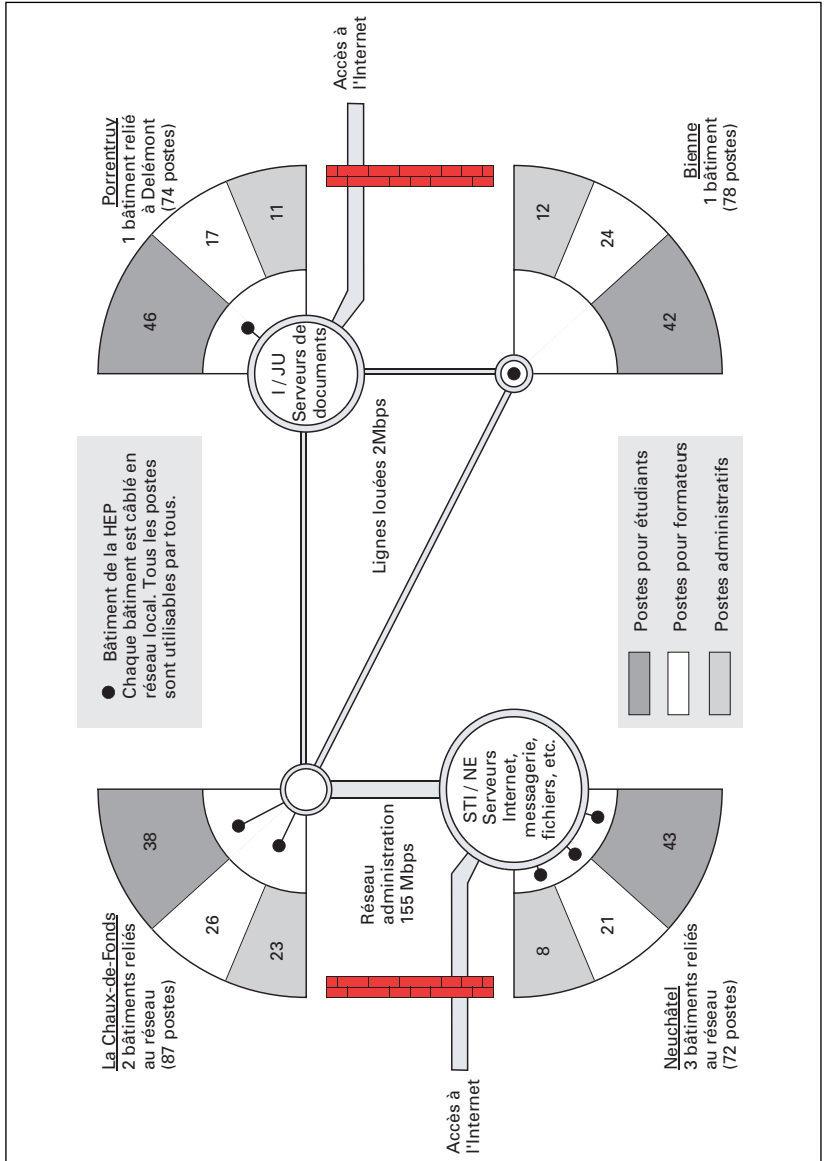 La Chaux-de-Fonds
2 bâtiments reliés
au réseau
(87 postes)
38
26
23
● Bâtiment de la HEP
Chaque bâtiment est câblé en
réseau local. Tous les postes
sont utilisables par tous.
Porrentruy
1 bâtiment relié
à Delémont
(74 postes)
46
17
11
I / JU
Serveurs de
documents
Accès à
l'Internet
Réseau
administration
155 Mbps
Lignes louées 2Mbps
Accès à
l'Internet
STI / NE
Serveurs
Internet,
messagerie,
fichiers, etc.
8
21
43
Neuchâtel
3 bâtiments reliés
au réseau
(72 postes)
Postes pour étudiants
Postes pour formateurs
Postes administratifs
12
24
42
Bienne
1 bâtiment
(78 postes)